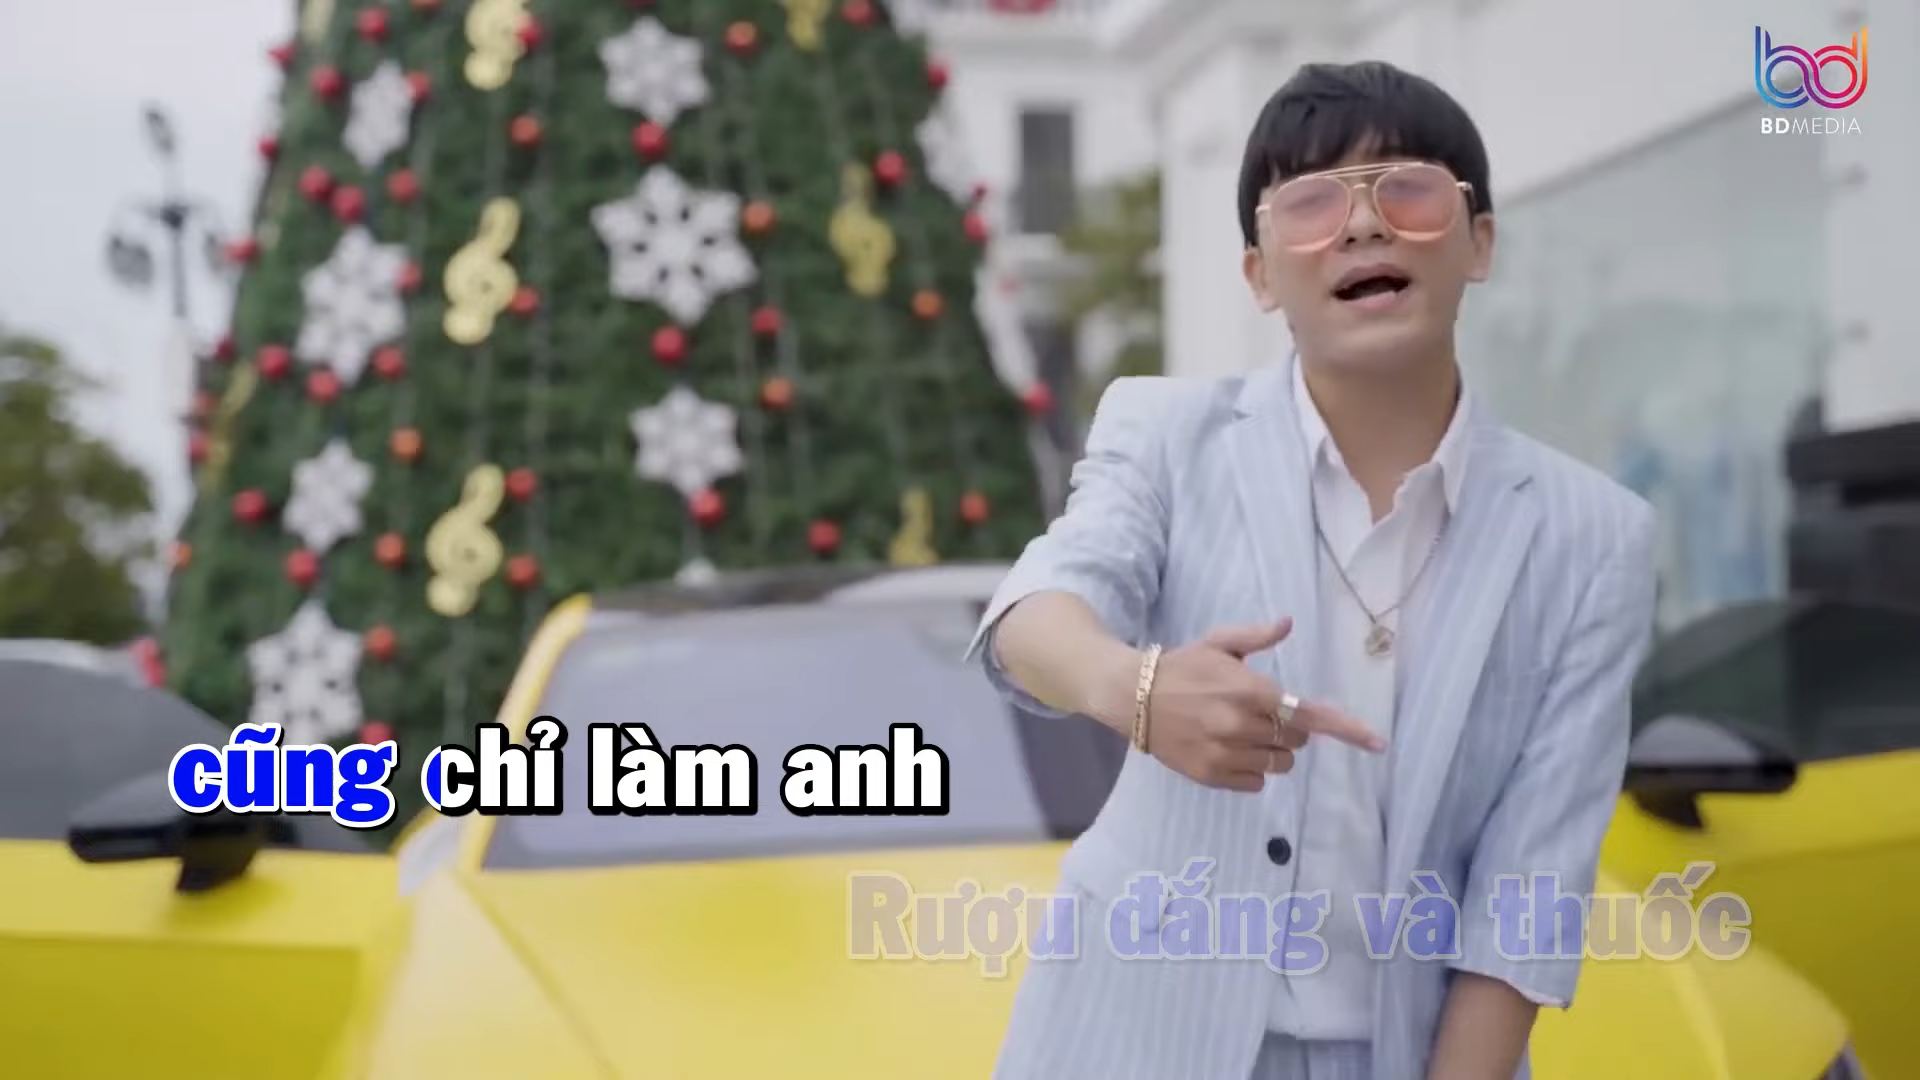 BDMEDIA
cũng chỉ làm anh
Rượu đắng và thuốc